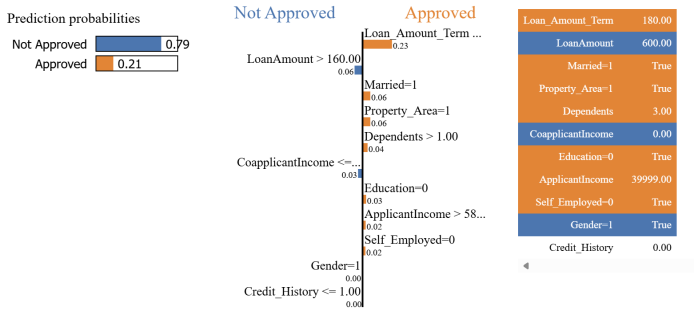 Prediction probabilities
Not Approved 0.79
Approved 0.21
Not Approved Approved
Loan_Amount_Term ...
0.23
LoanAmount > 160.00
0.06
Married=1
0.06
Property_Area=1
0.06
Dependents > 1.00
0.04
CoapplicantIncome <=...
0.03
Education=0
0.03
ApplicantIncome > 58...
0.02
Self_Employed=0
0.02
Gender=1
0.00
Credit_History <= 1.00
0.00
Loan_Amount_Term 180.00
LoanAmount 600.00
Married=1 True
Property_Area=1 True
Dependents 3.00
CoapplicantIncome 0.00
Education=0 True
ApplicantIncome 39999.00
Self_Employed=0 True
Gender=1 True
Credit_History 0.00